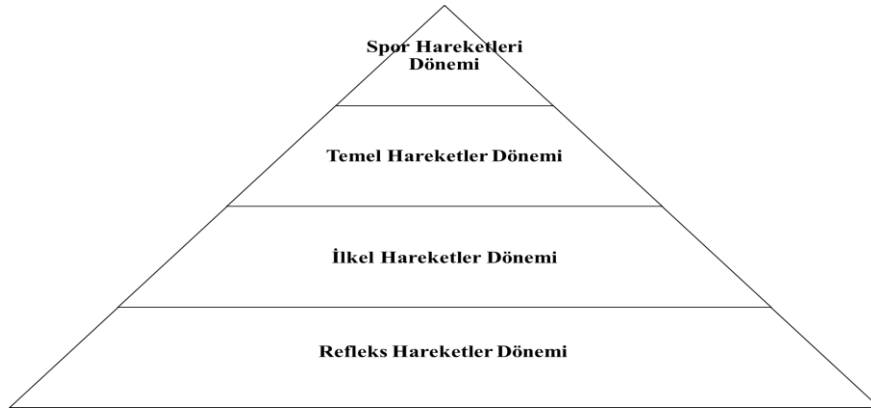 Spor Hareketleri
Dönemi
Temel Hareketler Dönemi
İlkel Hareketler Dönemi
Refleks Hareketler Dönemi